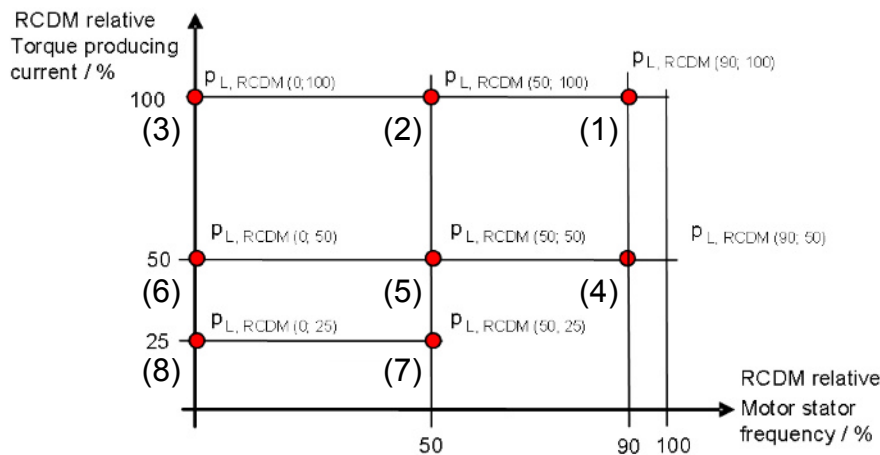 RCDM relative
Torque producing
current / %
p L, RCDM (90; 100)
p L, RCDM (0;100)
p L, RCDM (50; 100)
100
(3)
(2)
(1)
p L, RCDM (0; 50)
p L, RCDM (50; 50)
p L, RCDM (90; 50)
50
(6)
(5)
(4)
p L, RCDM (0; 25)
p L, RCDM (50, 25)
25
(8)
(7)
RCDM relative
Motor stator
frequency / %
50
90
100